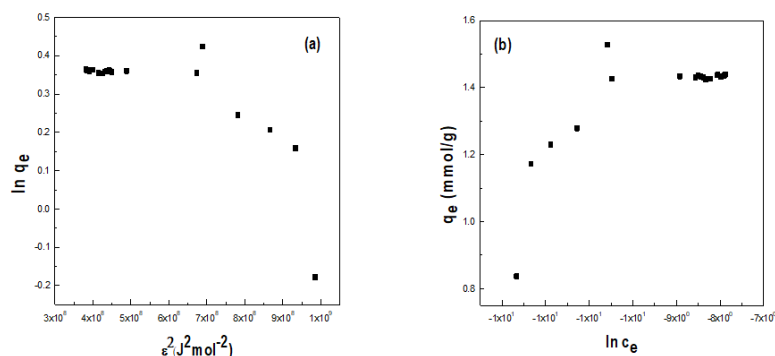 (a)
0.5
0.4
0.3
0.2
0.1
0.0
-0.1
-0.2
ln qₑ
3x10⁸ 4x10⁸ 5x10⁸ 6x10⁸ 7x10⁸ 8x10⁸ 9x10⁸ 1x10⁹
ε²(J²mol⁻²)
(b)
1.6
1.4
1.2
1.0
0.8
qₑ (mmol/g)
-1x10¹ -1x10¹ -1x10¹ -1x10¹ -9x10⁰ -8x10⁰ -7x10⁰
ln cₑ